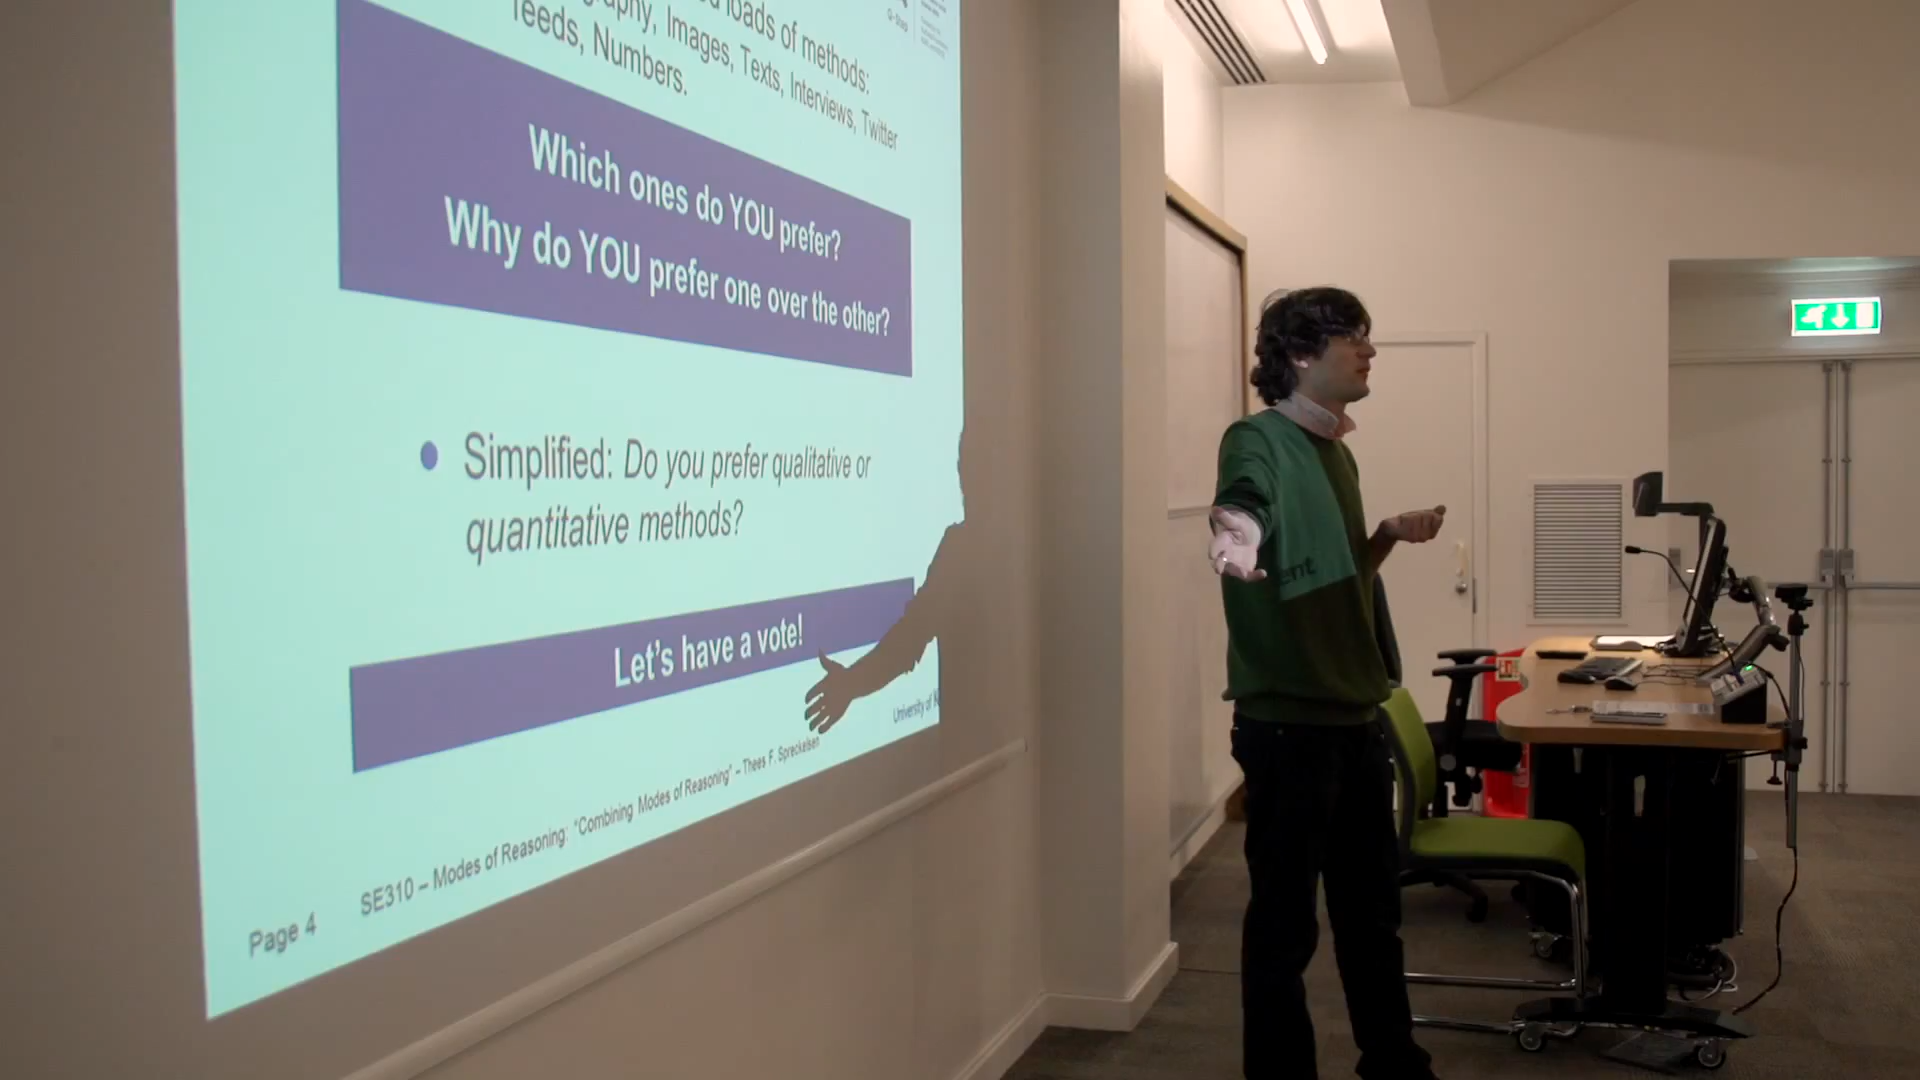 loads of methods:
Images, Texts, Interviews, Twitter
feeds, Numbers.
Which ones do YOU prefer?
Why do YOU prefer one over the other?
Simplified: Do you prefer qualitative or
quantitative methods?
Let's have a vote!
University of
Page 4
SE310 – Modes of Reasoning: "Combining Modes of Reasoning" – Thees F. Spreckelsen